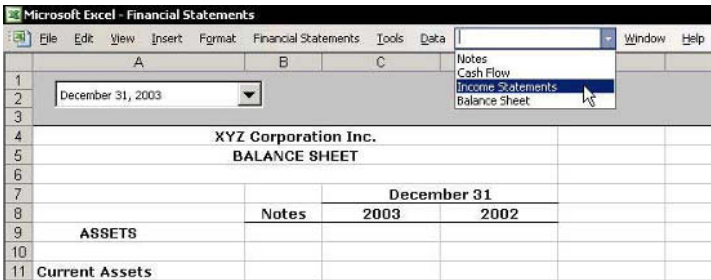 Microsoft Excel - Financial Statements
File Edit View Insert Format Financial Statements Tools Data Window Help
Notes
Cash Flow
Income Statements
Balance Sheet
A B C
1
2 December 31, 2003
3
4 XYZ Corporation Inc.
5 BALANCE SHEET
6
7 December 31
8 Notes 2003 2002
9 ASSETS
10
11 Current Assets